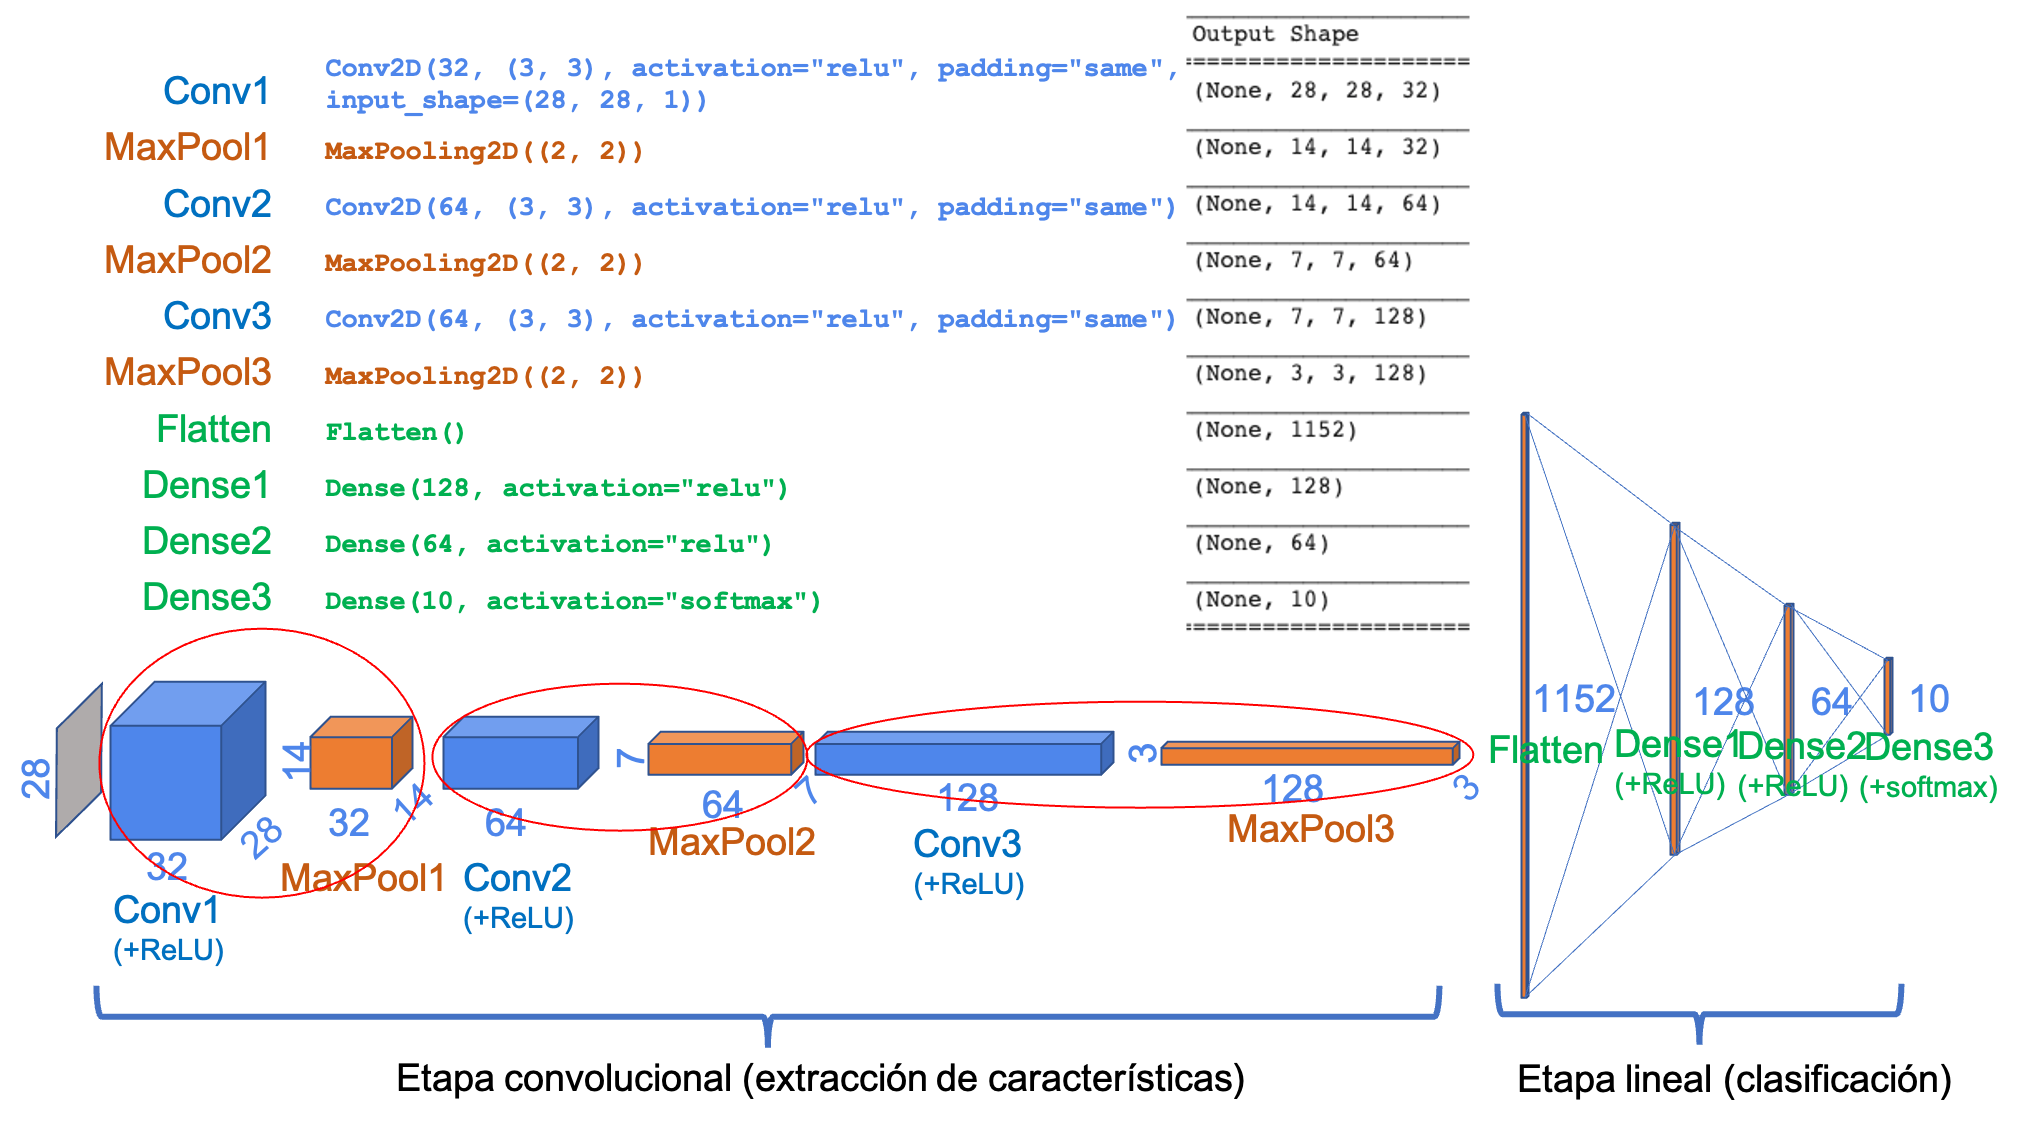 Output Shape
======================
Conv1
Conv2D(32, (3, 3), activation="relu", padding="same",
input_shape=(28, 28, 1))
(None, 28, 28, 32)
MaxPool1
MaxPooling2D((2, 2))
(None, 14, 14, 32)
Conv2
Conv2D(64, (3, 3), activation="relu", padding="same")
(None, 14, 14, 64)
MaxPool2
MaxPooling2D((2, 2))
(None, 7, 7, 64)
Conv3
Conv2D(64, (3, 3), activation="relu", padding="same")
(None, 7, 7, 128)
MaxPool3
MaxPooling2D((2, 2))
(None, 3, 3, 128)
Flatten
Flatten()
(None, 1152)
Dense1
Dense(128, activation="relu")
(None, 128)
Dense2
Dense(64, activation="relu")
(None, 64)
Dense3
Dense(10, activation="softmax")
(None, 10)
======================
28
32
28
Conv1
(+ReLU)
14
32
14
MaxPool1
64
Conv2
(+ReLU)
7
64
7
MaxPool2
128
Conv3
(+ReLU)
3
128
3
MaxPool3
1152
Flatten
128
Dense1
(+ReLU)
64
Dense2
(+ReLU)
10
Dense3
(+softmax)
Etapa convolucional (extracción de características)
Etapa lineal (clasificación)